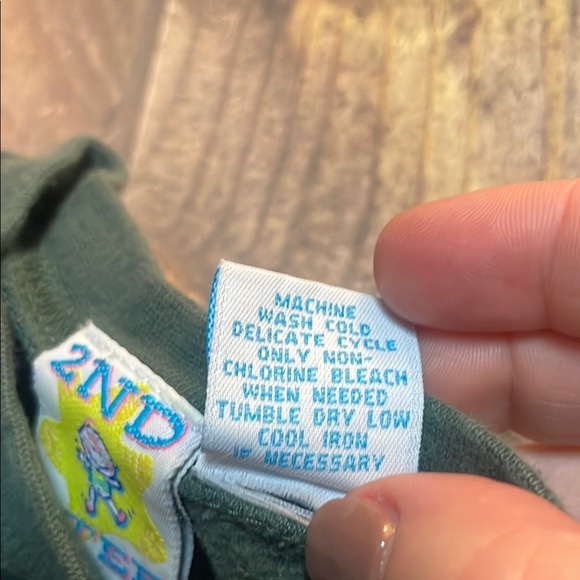 2ND
MACHINE
WASH COLD
DELICATE CYCLE
ONLY NON-
CHLORINE BLEACH
WHEN NEEDED
TUMBLE DRY LOW
COOL IRON
IF NECESSARY